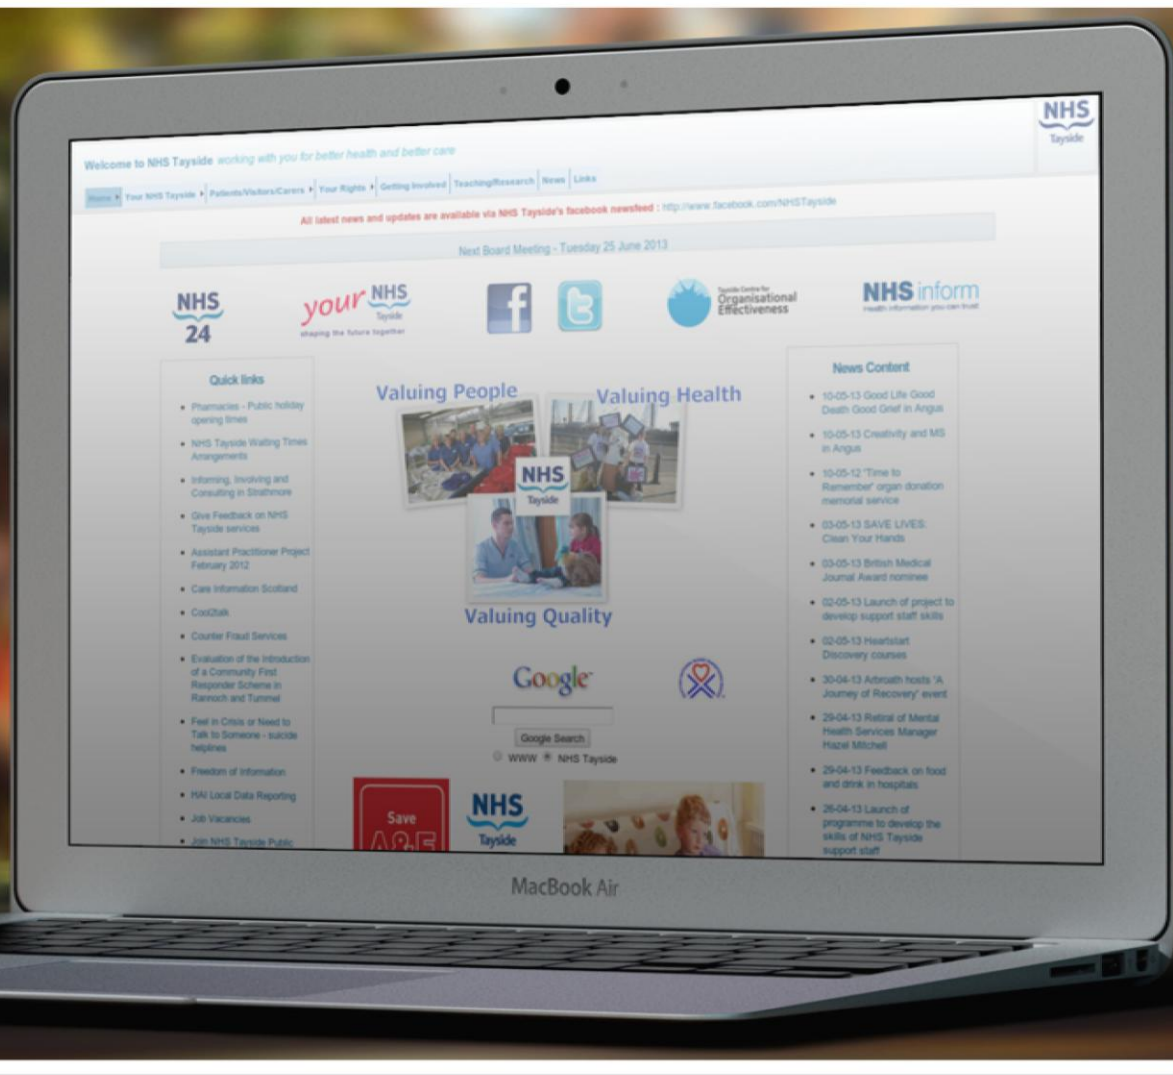 NHS
Tayside
Welcome to NHS Tayside working with you for better health and better care
Home Your NHS Tayside Patients/Visitors/Carers Your Rights Getting Involved Teaching/Research News Links
All latest news and updates are available via NHS Tayside's facebook newsfeed : http://www.facebook.com/NHSTayside
Next Board Meeting - Tuesday 25 June 2013
NHS
24
your NHS
Tayside
shaping the future together
f
t
Tayside Centre for
Organisational
Effectiveness
NHS inform
Health information you can trust
Quick links
Pharmacies - Public holiday
opening times
NHS Tayside Waiting Times
Arrangements
Informing, Involving and
Consulting in Strathmore
Give Feedback on NHS
Tayside services
Assistant Practitioner Project
February 2012
Care Information Scotland
Cool2talk
Counter Fraud Services
Evaluation of the Introduction
of a Community First
Responder Scheme in
Rannoch and Tummel
Feel in Crisis or Need to
Talk to Someone - suicide
helplines
Freedom of Information
HAI Local Data Reporting
Job Vacancies
Join NHS Tayside Public
Valuing People
Valuing Health
NHS
Tayside
Valuing Quality
Google
Google Search
WWW NHS Tayside
Save
A&E
NHS
Tayside
News Content
10-05-13 Good Life Good
Death Good Grief in Angus
10-05-13 Creativity and MS
in Angus
10-05-12 'Time to
Remember' organ donation
memorial service
03-05-13 SAVE LIVES:
Clean Your Hands
03-05-13 British Medical
Journal Award nominee
02-05-13 Launch of project to
develop support staff skills
02-05-13 Heartstart
Discovery courses
30-04-13 Arbroath hosts 'A
Journey of Recovery' event
29-04-13 Retiral of Mental
Health Services Manager
Hazel Mitchell
29-04-13 Feedback on food
and drink in hospitals
26-04-13 Launch of
programme to develop the
skills of NHS Tayside
support staff
MacBook Air